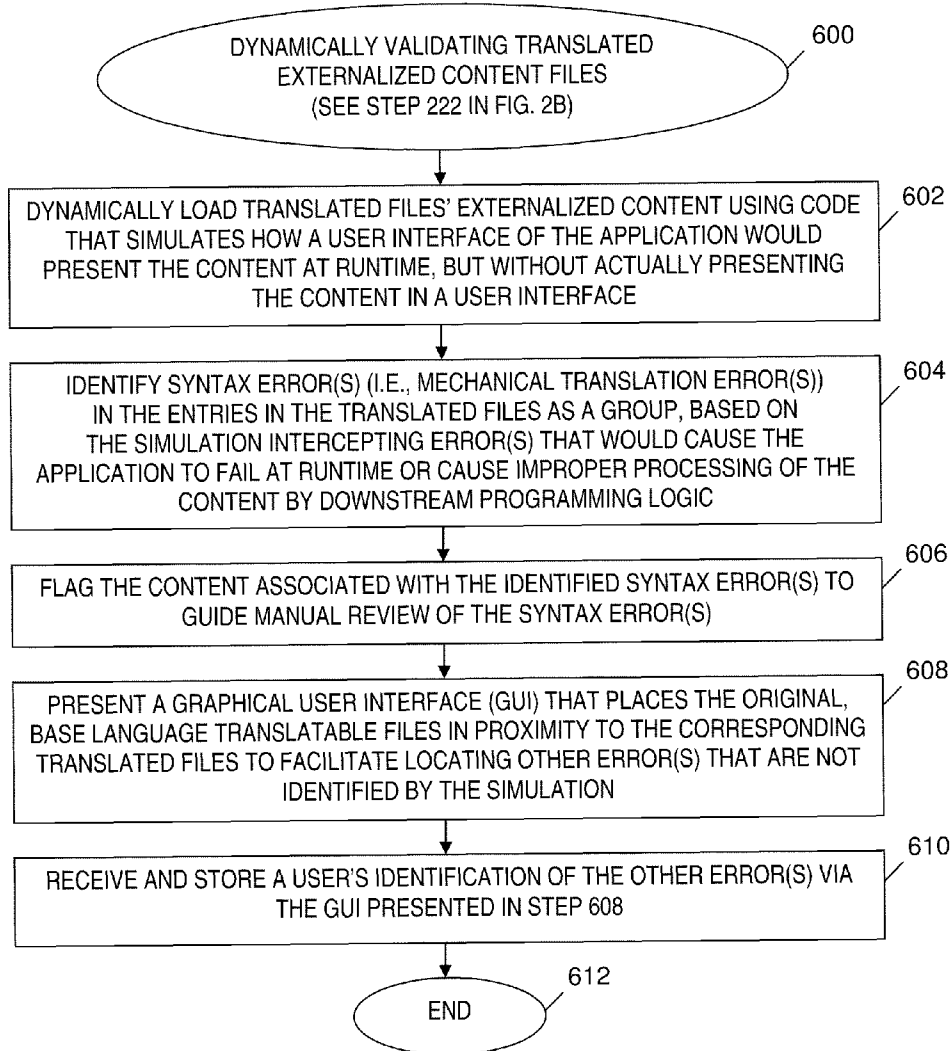 DYNAMICALLY VALIDATING TRANSLATED
EXTERNALIZED CONTENT FILES
(SEE STEP 222 IN FIG. 2B)
600
DYNAMICALLY LOAD TRANSLATED FILES' EXTERNALIZED CONTENT USING CODE
THAT SIMULATES HOW A USER INTERFACE OF THE APPLICATION WOULD
PRESENT THE CONTENT AT RUNTIME, BUT WITHOUT ACTUALLY PRESENTING
THE CONTENT IN A USER INTERFACE
602
IDENTIFY SYNTAX ERROR(S) (I.E., MECHANICAL TRANSLATION ERROR(S))
IN THE ENTRIES IN THE TRANSLATED FILES AS A GROUP, BASED ON
THE SIMULATION INTERCEPTING ERROR(S) THAT WOULD CAUSE THE
APPLICATION TO FAIL AT RUNTIME OR CAUSE IMPROPER PROCESSING OF THE
CONTENT BY DOWNSTREAM PROGRAMMING LOGIC
604
FLAG THE CONTENT ASSOCIATED WITH THE IDENTIFIED SYNTAX ERROR(S) TO
GUIDE MANUAL REVIEW OF THE SYNTAX ERROR(S)
606
PRESENT A GRAPHICAL USER INTERFACE (GUI) THAT PLACES THE ORIGINAL,
BASE LANGUAGE TRANSLATABLE FILES IN PROXIMITY TO THE CORRESPONDING
TRANSLATED FILES TO FACILITATE LOCATING OTHER ERROR(S) THAT ARE NOT
IDENTIFIED BY THE SIMULATION
608
RECEIVE AND STORE A USER'S IDENTIFICATION OF THE OTHER ERROR(S) VIA
THE GUI PRESENTED IN STEP 608
610
END
612